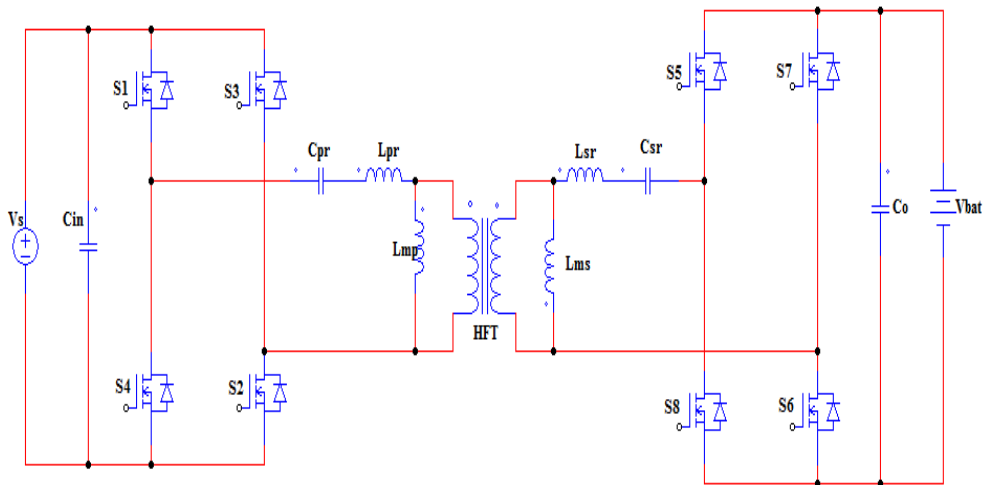 S1
S3
S5
S7
Cpr
Lpr
Lsr
Csr
Vs
Cin
Lmp
Lms
Co
Vbat
HFT
S4
S2
S8
S6